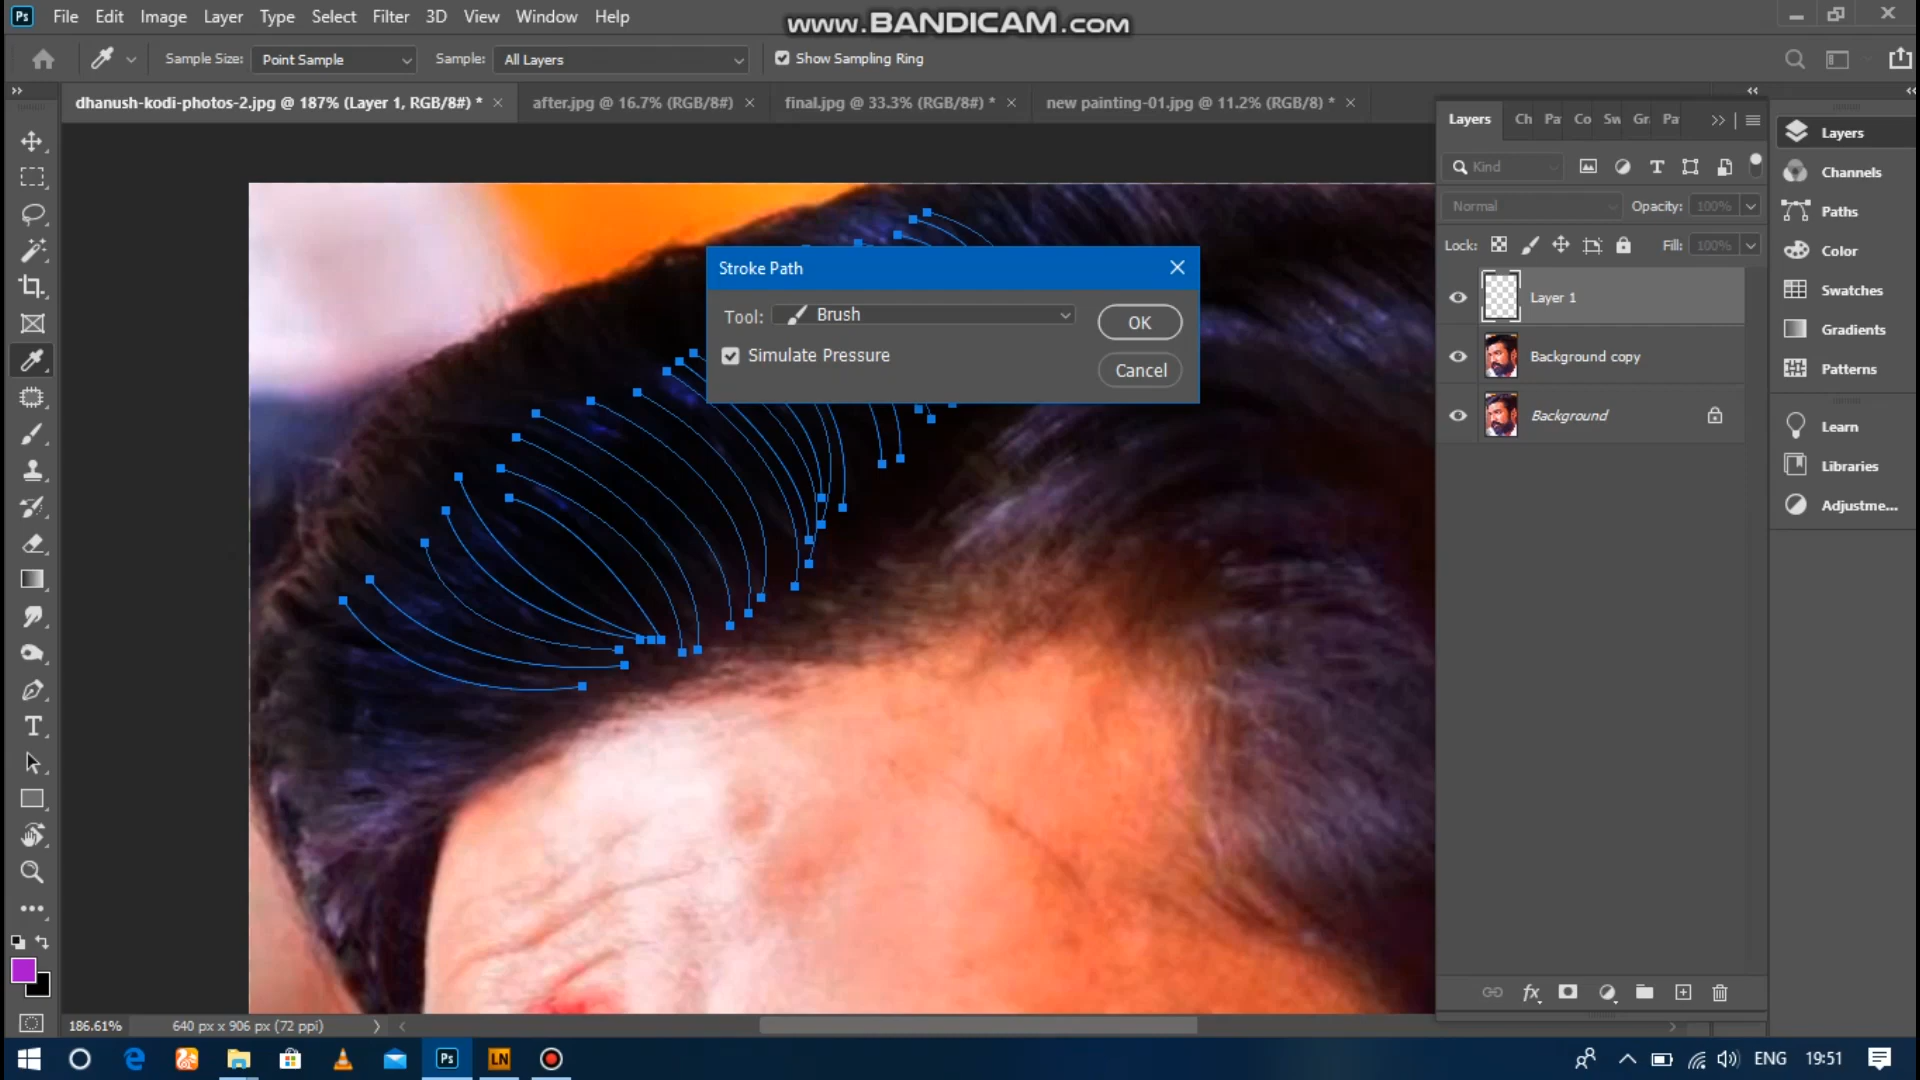 Ps File Edit Image Layer Type Select Filter 3D View Window Help
www.BANDICAM.com
Sample Size: Point Sample Sample: All Layers Show Sampling Ring
dhanush-kodi-photos-2.jpg @ 187% (Layer 1, RGB/8#) * × after.jpg @ 16.7% (RGB/8#) × final.jpg @ 33.3% (RGB/8#) * × new painting-01.jpg @ 11.2% (RGB/8) * ×
Layers Ch Pa Co Sw Gr Pa
Kind
Normal Opacity: 100%
Lock: Fill: 100%
Layer 1
Background copy
Background
Layers
Channels
Paths
Color
Swatches
Gradients
Patterns
Learn
Libraries
Adjustme...
Stroke Path
Tool: Brush OK
Simulate Pressure
Cancel
186.61% 640 px x 906 px (72 ppi)
Ps LN ENG 19:51